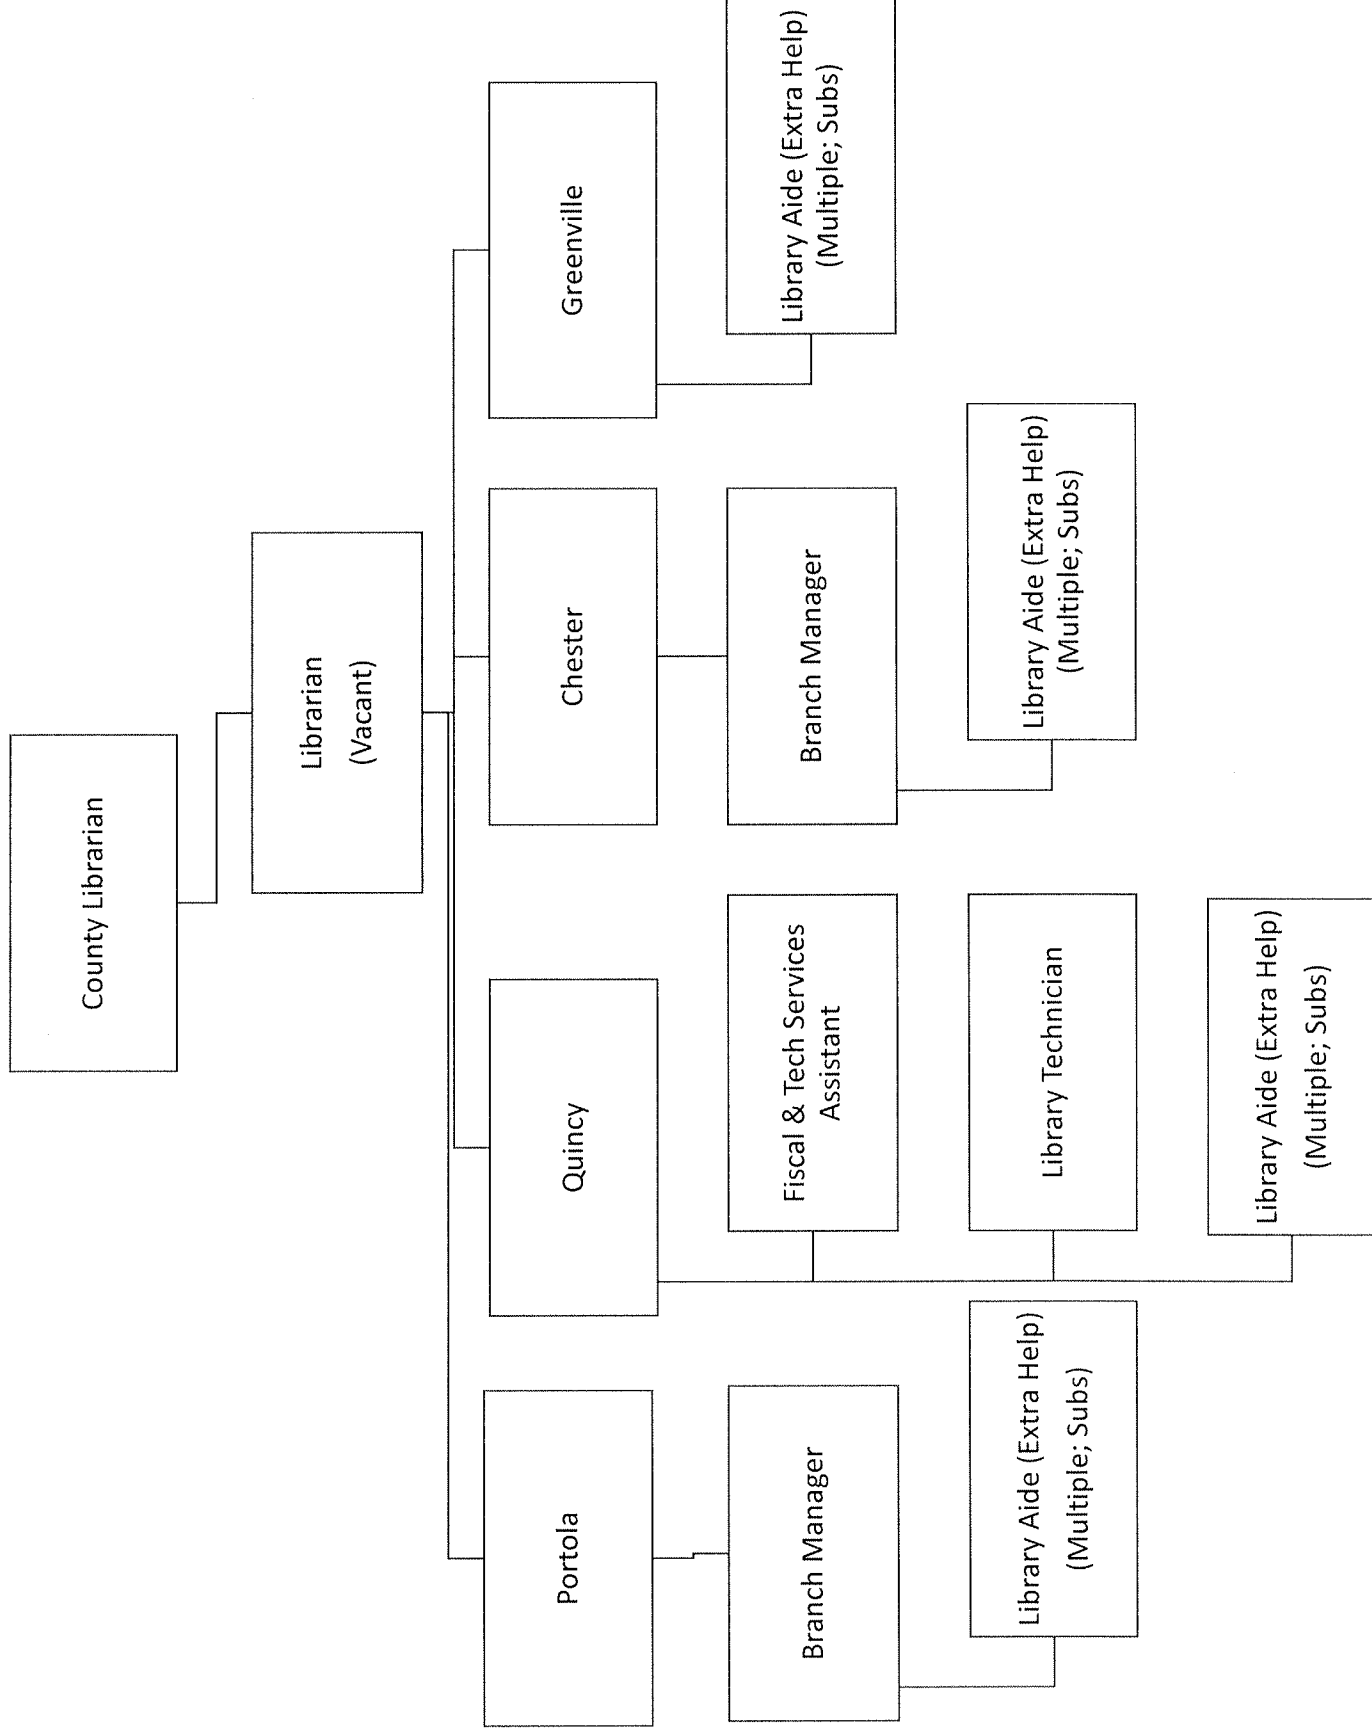 County Librarian
Librarian
(Vacant)
Portola
Quincy
Chester
Greenville
Branch Manager
Fiscal & Tech Services
Assistant
Branch Manager
Library Aide (Extra Help)
(Multiple; Subs)
Library Aide (Extra Help)
(Multiple; Subs)
Library Technician
Library Aide (Extra Help)
(Multiple; Subs)
Library Aide (Extra Help)
(Multiple; Subs)